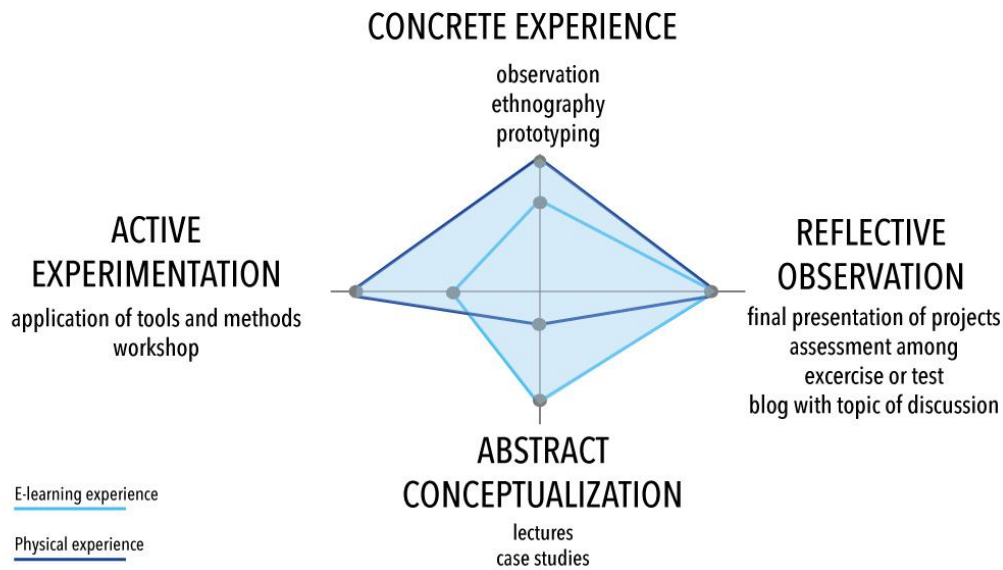 CONCRETE EXPERIENCE
observation
ethnography
prototyping
ACTIVE
EXPERIMENTATION
application of tools and methods
workshop
REFLECTIVE
OBSERVATION
final presentation of projects
assessment among
excercise or test
blog with topic of discussion
ABSTRACT
CONCEPTUALIZATION
lectures
case studies
E-learning experience
Physical experience